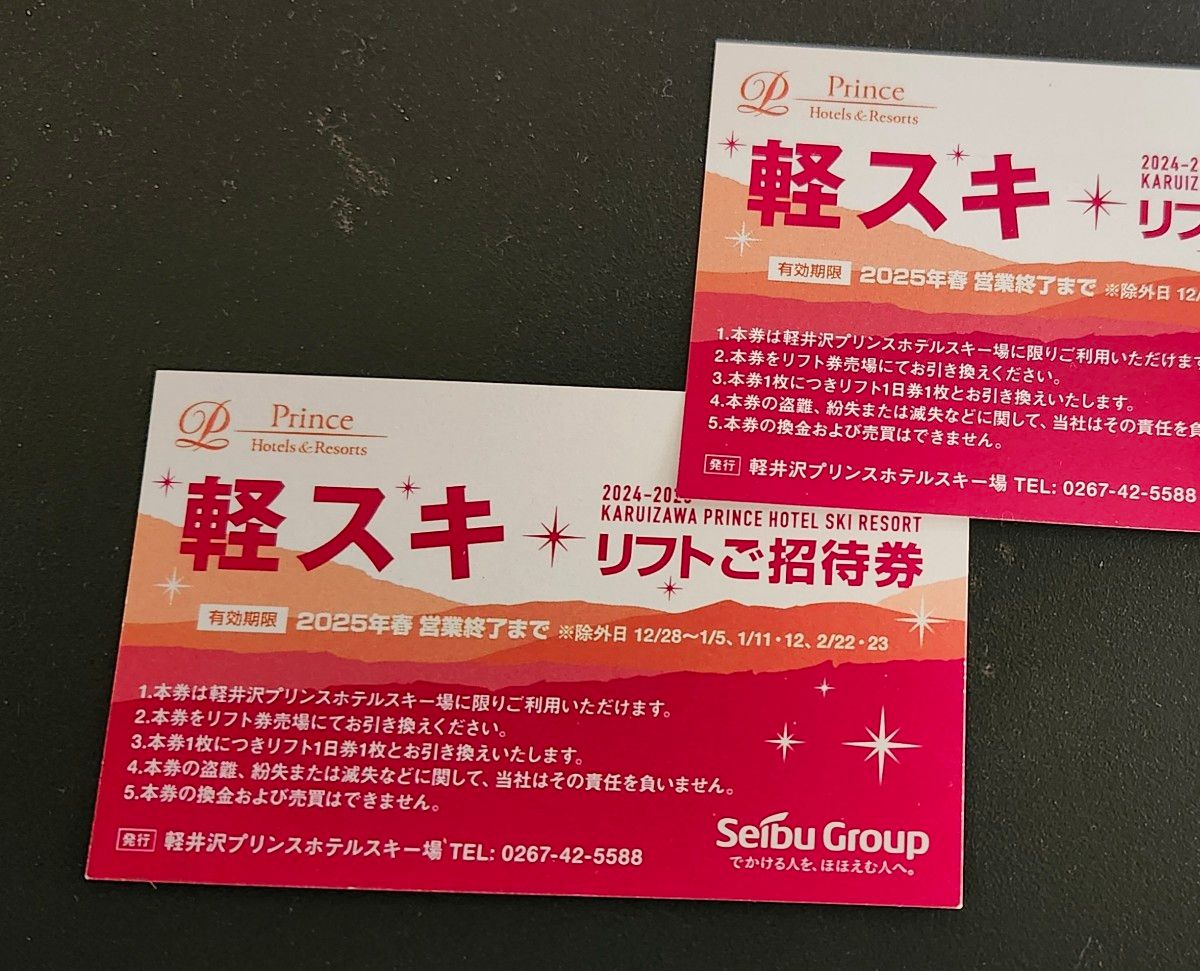 Prince
Hotels & Resorts
軽スキ
2024-2
KARUIZ
リフ
有効期限 2025年春 営業終了まで ※除外日 12/
1.本券は軽井沢プリンスホテルスキー場に限りご利用いただけます
2.本券をリフト券売場にてお引き換えください。
3.本券1枚につきリフト1日券1枚とお引き換えいたします。
4.本券の盗難、紛失または滅失などに関して、当社はその責任を負
5.本券の換金および売買はできません。
発行 軽井沢プリンスホテルスキー場 TEL: 0267-42-5588
Prince
Hotels & Resorts
軽スキ
2024-202
KARUIZAWA PRINCE HOTEL SKI RESORT
リフトご招待券
有効期限 2025年春 営業終了まで ※除外日 12/28〜1/5、1/11・12、2/22・23
1.本券は軽井沢プリンスホテルスキー場に限りご利用いただけます。
2.本券をリフト券売場にてお引き換えください。
3.本券1枚につきリフト1日券1枚とお引き換えいたします。
4.本券の盗難、紛失または滅失などに関して、当社はその責任を負いません。
5.本券の換金および売買はできません。
発行 軽井沢プリンスホテルスキー場 TEL: 0267-42-5588
Seibu Group
でかける人を、ほほえむ人へ。